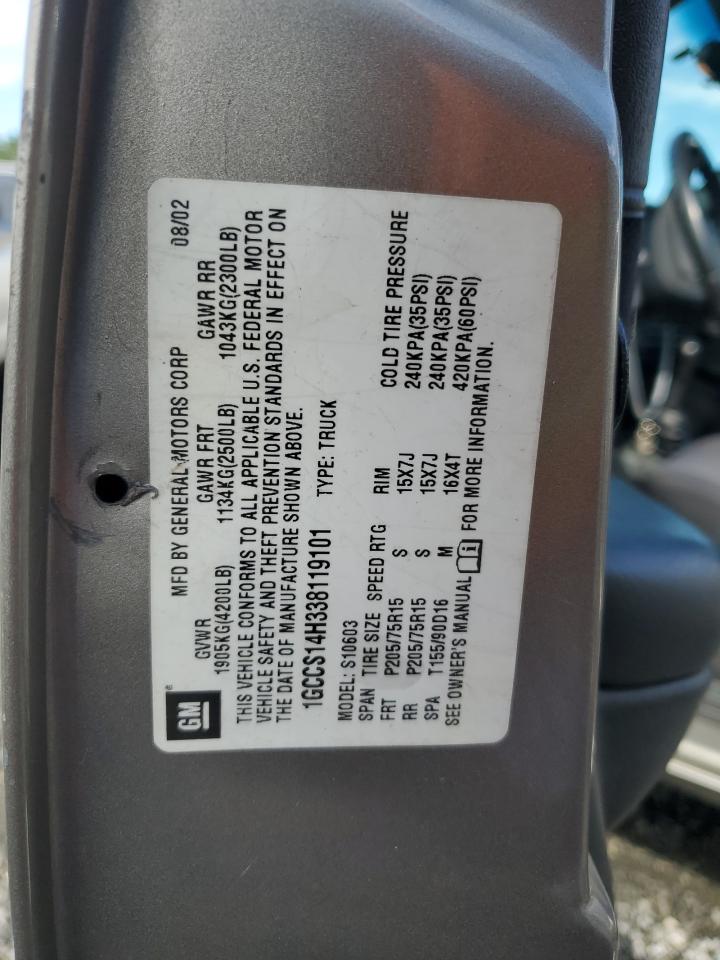 GM
MFD BY GENERAL MOTORS CORP 08/02
GVWR GAWR FRT GAWR RR
1905KG(4200LB) 1134KG(2500LB) 1043KG(2300LB)
THIS VEHICLE CONFORMS TO ALL APPLICABLE U.S. FEDERAL MOTOR
VEHICLE SAFETY AND THEFT PREVENTION STANDARDS IN EFFECT ON
THE DATE OF MANUFACTURE SHOWN ABOVE.
1GCCS14H338119101 TYPE: TRUCK
MODEL: S10603
SPAN TIRE SIZE SPEED RTG RIM COLD TIRE PRESSURE
FRT P205/75R15 S 15X7J 240KPA(35PSI)
RR P205/75R15 S 15X7J 240KPA(35PSI)
SPA T155/90D16 M 16X4T 420KPA(60PSI)
SEE OWNER'S MANUAL FOR MORE INFORMATION.